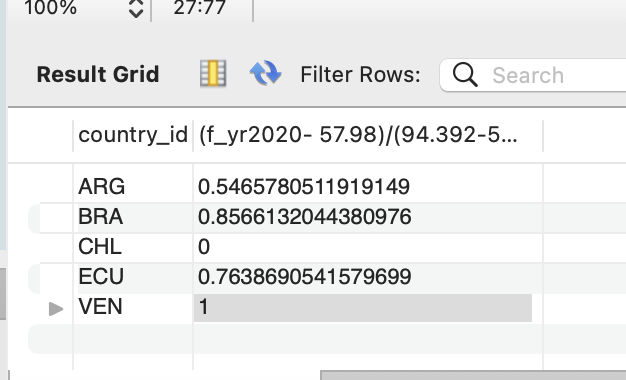 100% 27:77
Result Grid Filter Rows: Search
country_id (f_yr2020- 57.98)/(94.392-5...
ARG 0.5465780511919149
BRA 0.8566132044380976
CHL 0
ECU 0.7638690541579699
VEN 1